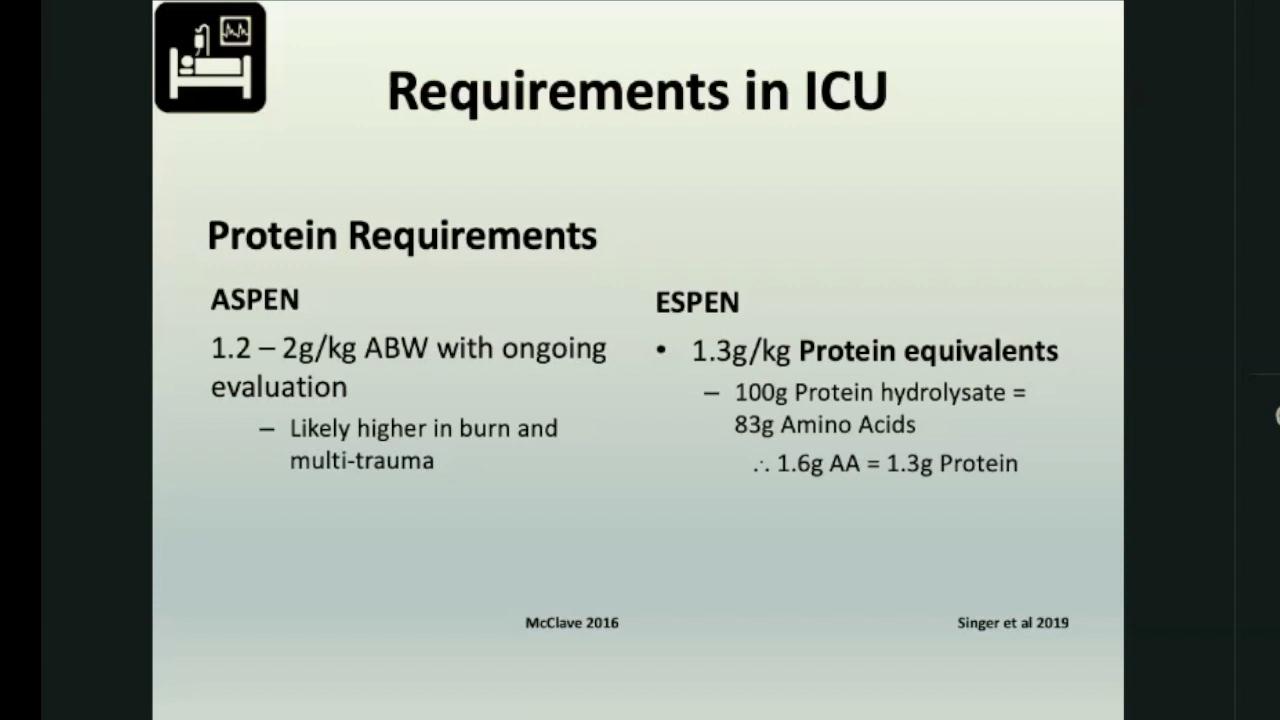 Requirements in ICU
Protein Requirements
ASPEN
1.2 – 2g/kg ABW with ongoing
evaluation
– Likely higher in burn and
multi-trauma
McClave 2016
ESPEN
• 1.3g/kg Protein equivalents
– 100g Protein hydrolysate =
83g Amino Acids
∴ 1.6g AA = 1.3g Protein
Singer et al 2019